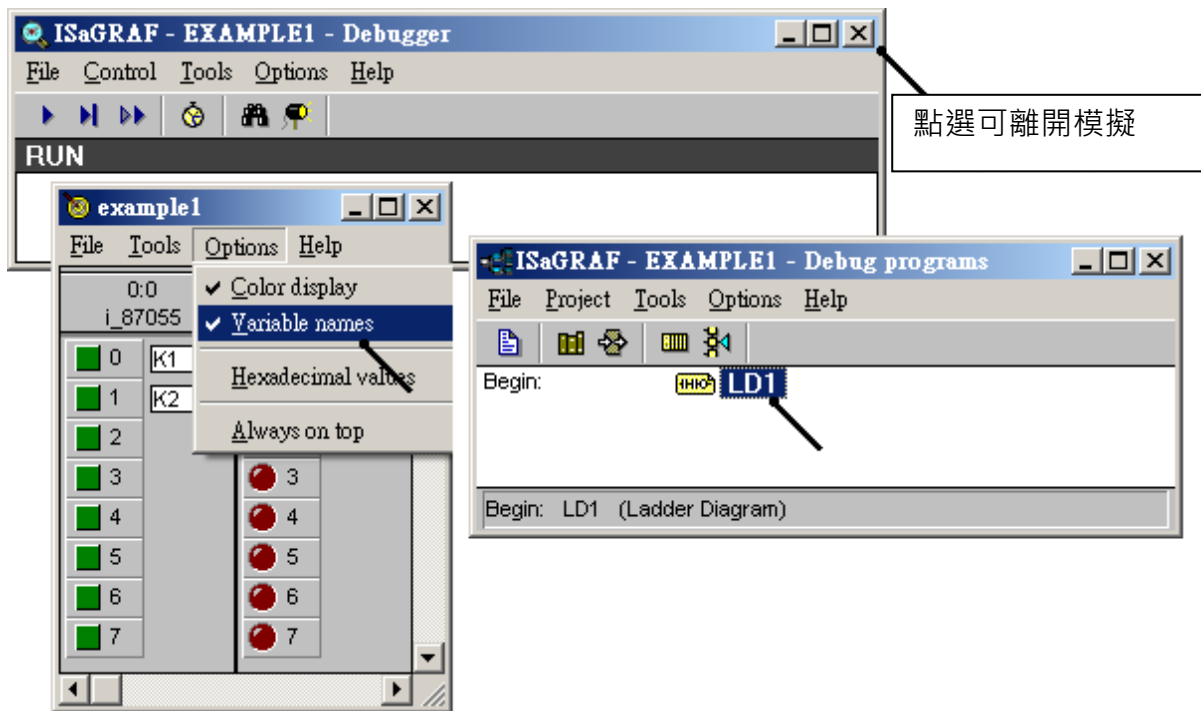 ISaGRAF - EXAMPLE1 - Debugger
File Control Tools Options Help
RUN
點選可離開模擬
example1
File Tools Options Help
0:0
i_87055
Color display
Variable names
Hexadecimal values
Always on top
0 K1
1 K2
2
3 3
4 4
5 5
6 6
7 7
ISaGRAF - EXAMPLE1 - Debug programs
File Project Tools Options Help
Begin: LD1
Begin: LD1 (Ladder Diagram)